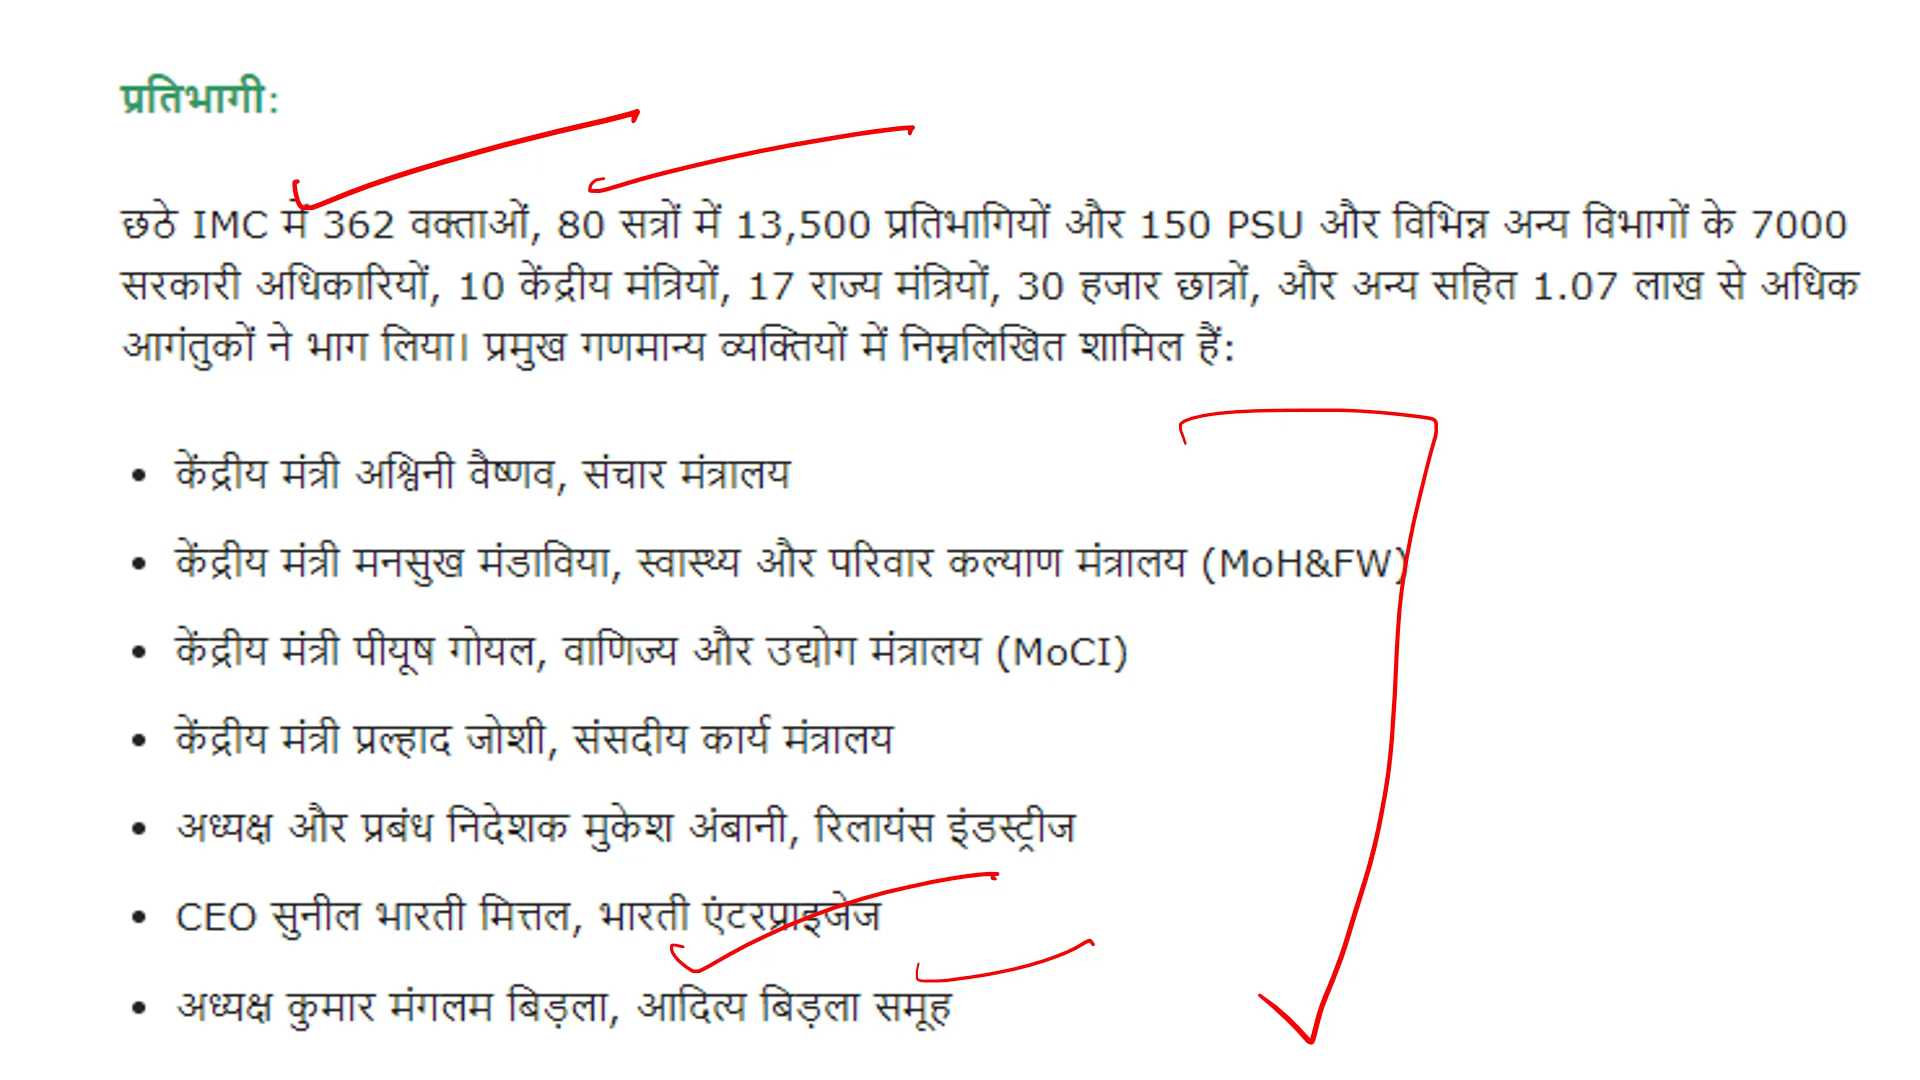 प्रतिभागी:
छठे IMC में 362 वक्ताओं, 80 सत्रों में 13,500 प्रतिभागियों और 150 PSU और विभिन्न अन्य विभागों के 7000
सरकारी अधिकारियों, 10 केंद्रीय मंत्रियों, 17 राज्य मंत्रियों, 30 हजार छात्रों, और अन्य सहित 1.07 लाख से अधिक
आगंतुकों ने भाग लिया। प्रमुख गणमान्य व्यक्तियों में निम्नलिखित शामिल हैं:
• केंद्रीय मंत्री अश्विनी वैष्णव, संचार मंत्रालय
• केंद्रीय मंत्री मनसुख मंडाविया, स्वास्थ्य और परिवार कल्याण मंत्रालय (MoH&FW)
• केंद्रीय मंत्री पीयूष गोयल, वाणिज्य और उद्योग मंत्रालय (MoCI)
• केंद्रीय मंत्री प्रल्हाद जोशी, संसदीय कार्य मंत्रालय
• अध्यक्ष और प्रबंध निदेशक मुकेश अंबानी, रिलायंस इंडस्ट्रीज
• CEO सुनील भारती मित्तल, भारती एंटरप्राइजेज
• अध्यक्ष कुमार मंगलम बिड़ला, आदित्य बिड़ला समूह